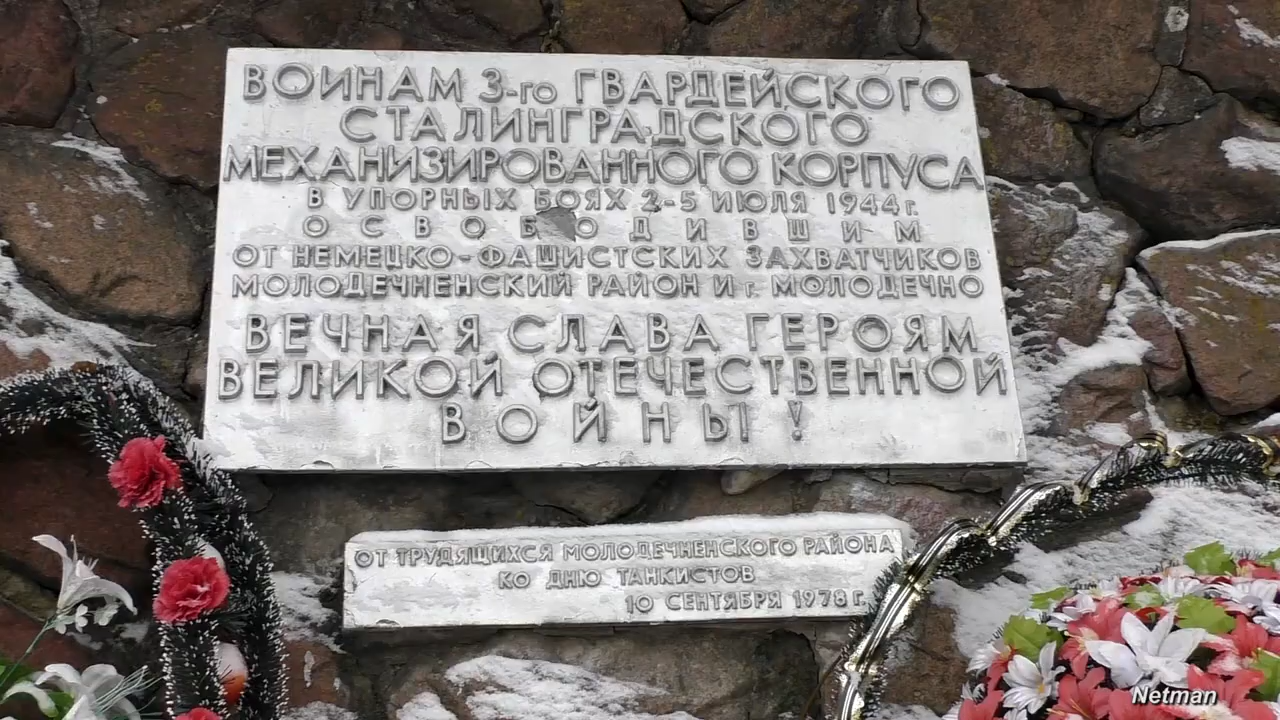 ВОИНАМ 3-го ГВАРДЕЙСКОГО
СТАЛИНГРАДСКОГО
МЕХАНИЗИРОВАННОГО КОРПУСА
В УПОРНЫХ БОЯХ 2-5 ИЮЛЯ 1944 г.
ОСВОБОДИВШИМ
ОТ НЕМЕЦКО-ФАШИСТСКИХ ЗАХВАТЧИКОВ
МОЛОДЕЧНЕНСКИЙ РАЙОН И г. МОЛОДЕЧНО
ВЕЧНАЯ СЛАВА ГЕРОЯМ
ВЕЛИКОЙ ОТЕЧЕСТВЕННОЙ
ВОЙНЫ!
ОТ ТРУДЯЩИХСЯ МОЛОДЕЧНЕНСКОГО РАЙОНА
КО ДНЮ ТАНКИСТОВ
10 СЕНТЯБРЯ 1978 г.
Netman